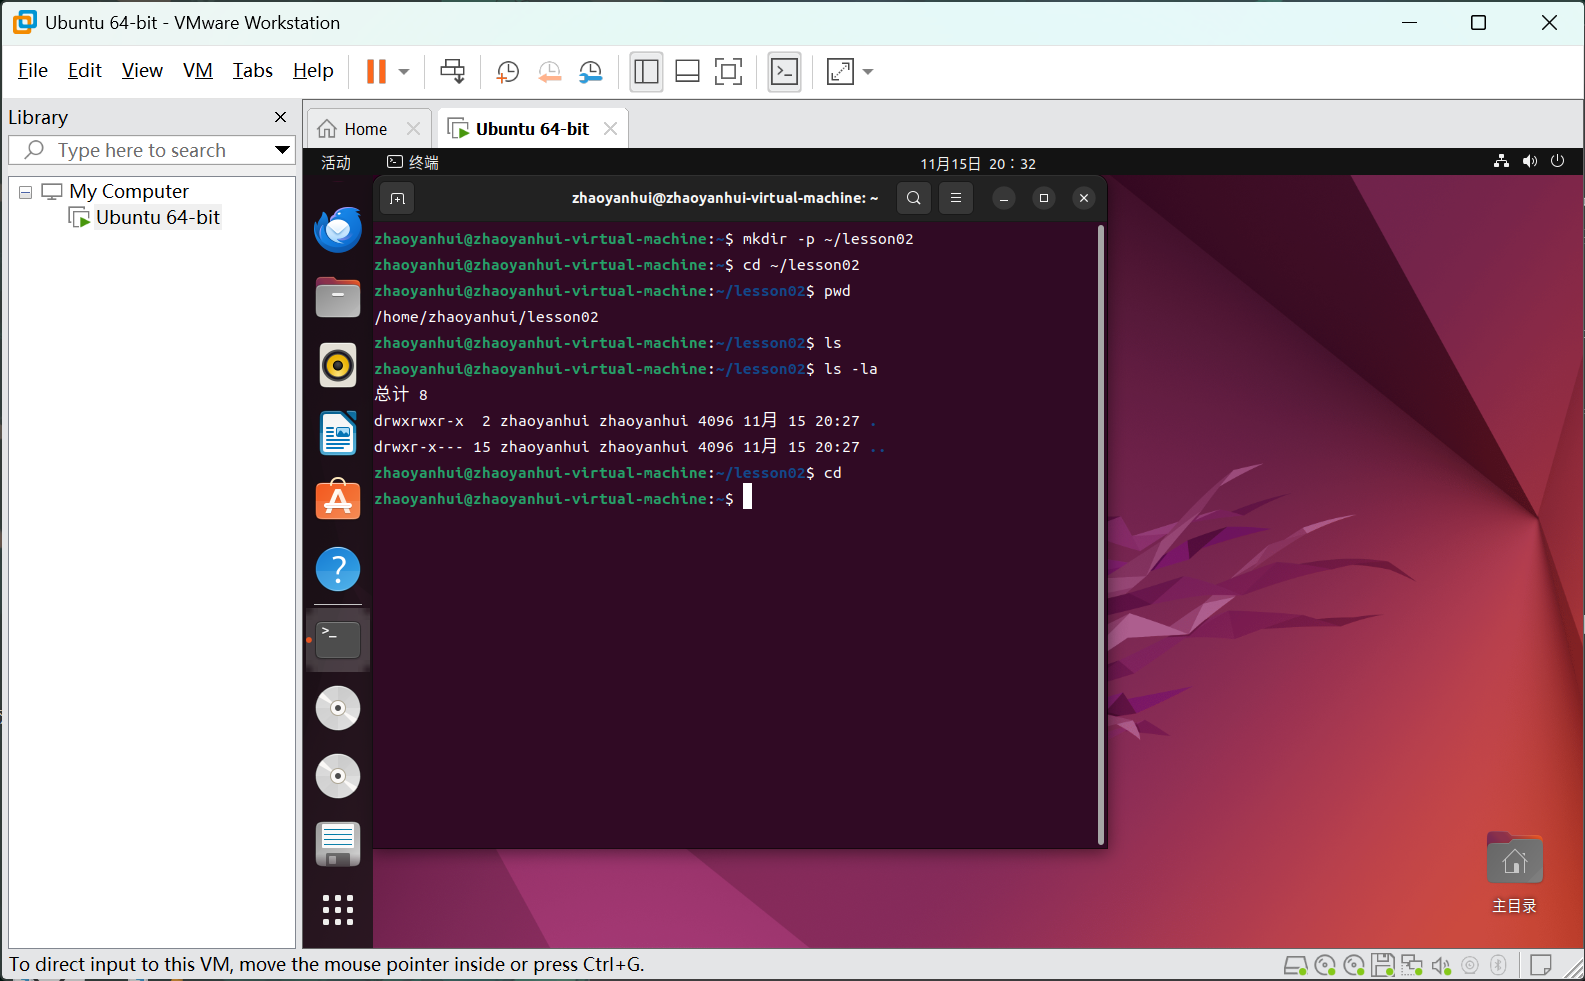 Ubuntu 64-bit - VMware Workstation
File Edit View VM Tabs Help
Library
Type here to search
My Computer
Ubuntu 64-bit
Home
Ubuntu 64-bit
活动 终端 11月15日 20：32
zhaoyanhui@zhaoyanhui-virtual-machine: ~
zhaoyanhui@zhaoyanhui-virtual-machine:~$ mkdir -p ~/lesson02
zhaoyanhui@zhaoyanhui-virtual-machine:~$ cd ~/lesson02
zhaoyanhui@zhaoyanhui-virtual-machine:~/lesson02$ pwd
/home/zhaoyanhui/lesson02
zhaoyanhui@zhaoyanhui-virtual-machine:~/lesson02$ ls
zhaoyanhui@zhaoyanhui-virtual-machine:~/lesson02$ ls -la
总计 8
drwxrwxr-x  2 zhaoyanhui zhaoyanhui 4096 11月 15 20:27 .
drwxr-x--- 15 zhaoyanhui zhaoyanhui 4096 11月 15 20:27 ..
zhaoyanhui@zhaoyanhui-virtual-machine:~/lesson02$ cd
zhaoyanhui@zhaoyanhui-virtual-machine:~$
主目录
To direct input to this VM, move the mouse pointer inside or press Ctrl+G.